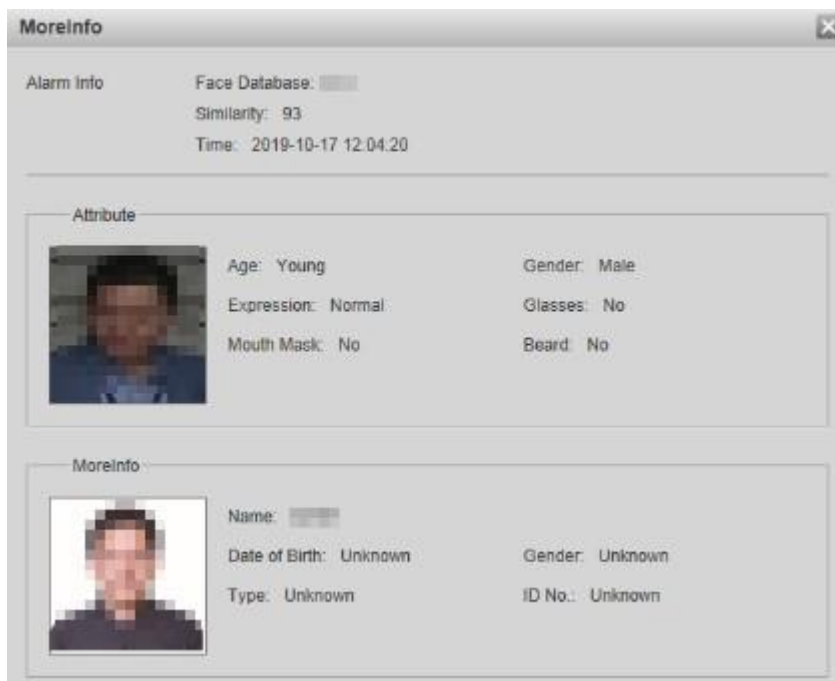 MoreInfo
Alarm Info
Face Database:
Similarity: 93
Time: 2019-10-17 12:04:20
Attribute
Age: Young Gender: Male
Expression: Normal Glasses: No
Mouth Mask: No Beard: No
MoreInfo
Name:
Date of Birth: Unknown Gender: Unknown
Type: Unknown ID No.: Unknown